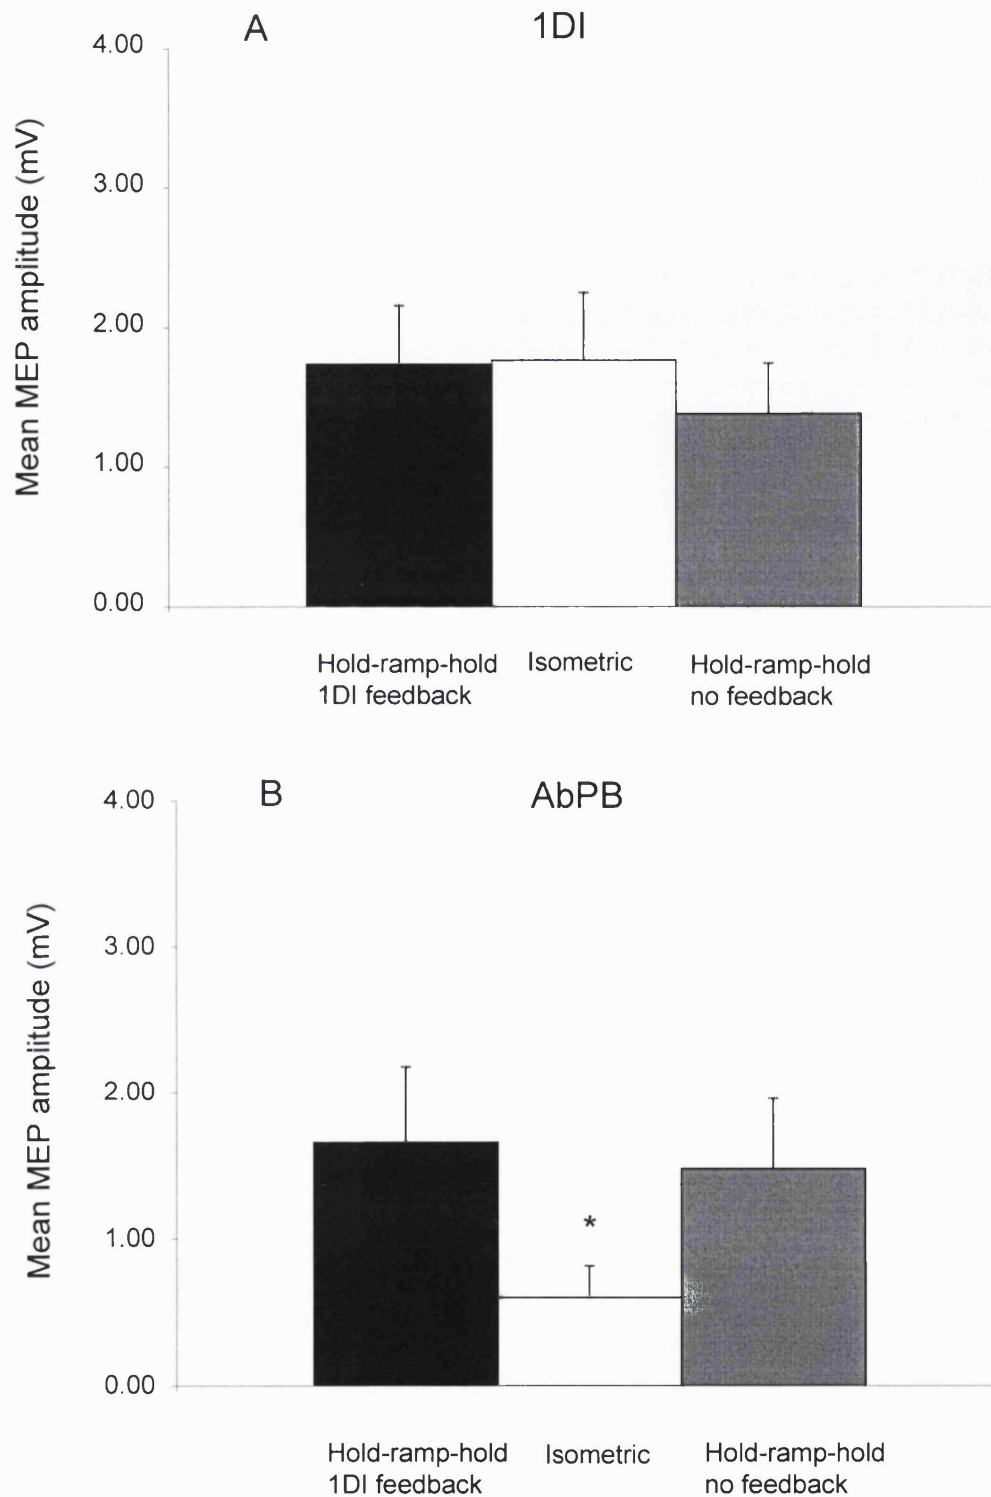 A
1DI
4.00
3.00
2.00
1.00
0.00
Mean MEP amplitude (mV)
Hold-ramp-hold
1DI feedback
Isometric
Hold-ramp-hold
no feedback
B
AbPB
4.00
3.00
2.00
1.00
0.00
Mean MEP amplitude (mV)
*
Hold-ramp-hold
1DI feedback
Isometric
Hold-ramp-hold
no feedback